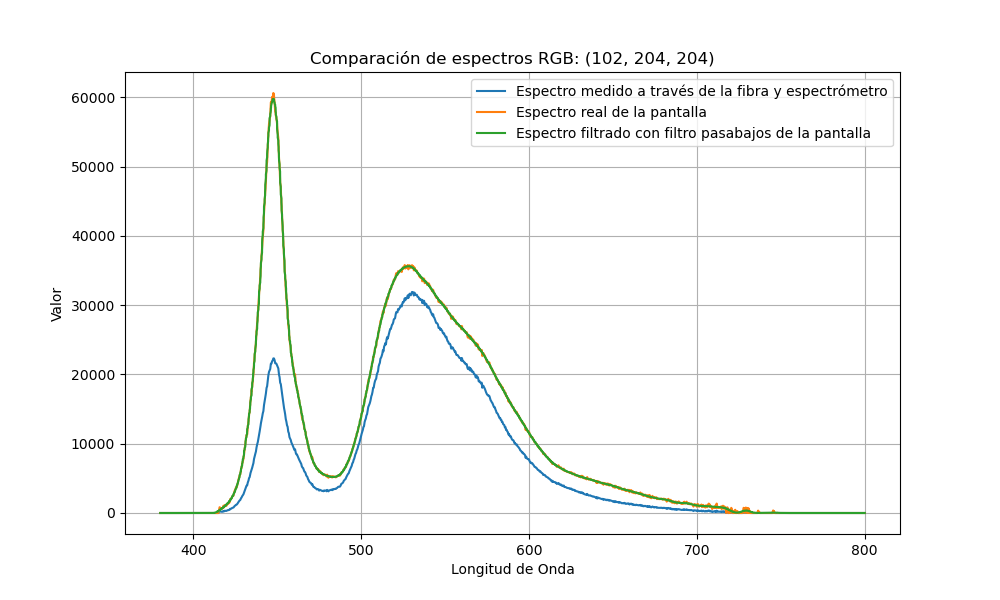 Comparación de espectros RGB: (102, 204, 204)
Espectro medido a través de la fibra y espectrómetro
Espectro real de la pantalla
Espectro filtrado con filtro pasabajos de la pantalla
60000
50000
40000
30000
20000
10000
0
Valor
400 500 600 700 800
Longitud de Onda